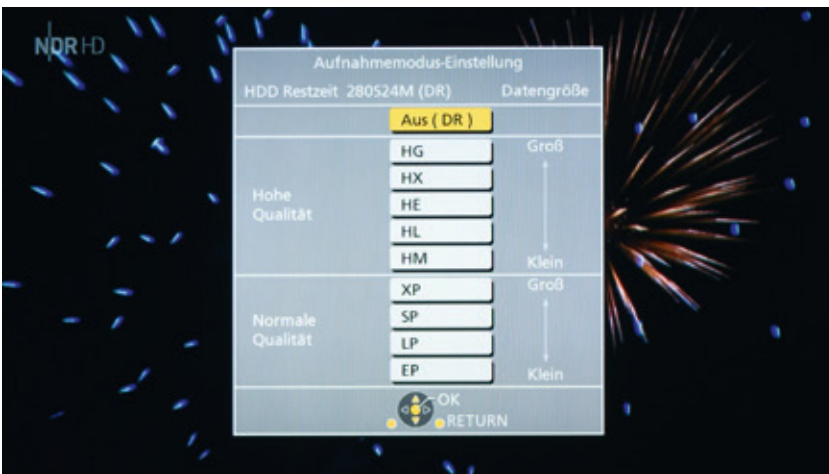 NDR HD
Aufnahmemodus-Einstellung
HDD Restzeit 280S24M (DR) Datengröße
Aus ( DR )
HG Groß
HX
Hohe
Qualität
HE
HL
HM Klein
XP Groß
Normale
Qualität
SP
LP
EP Klein
OK
RETURN